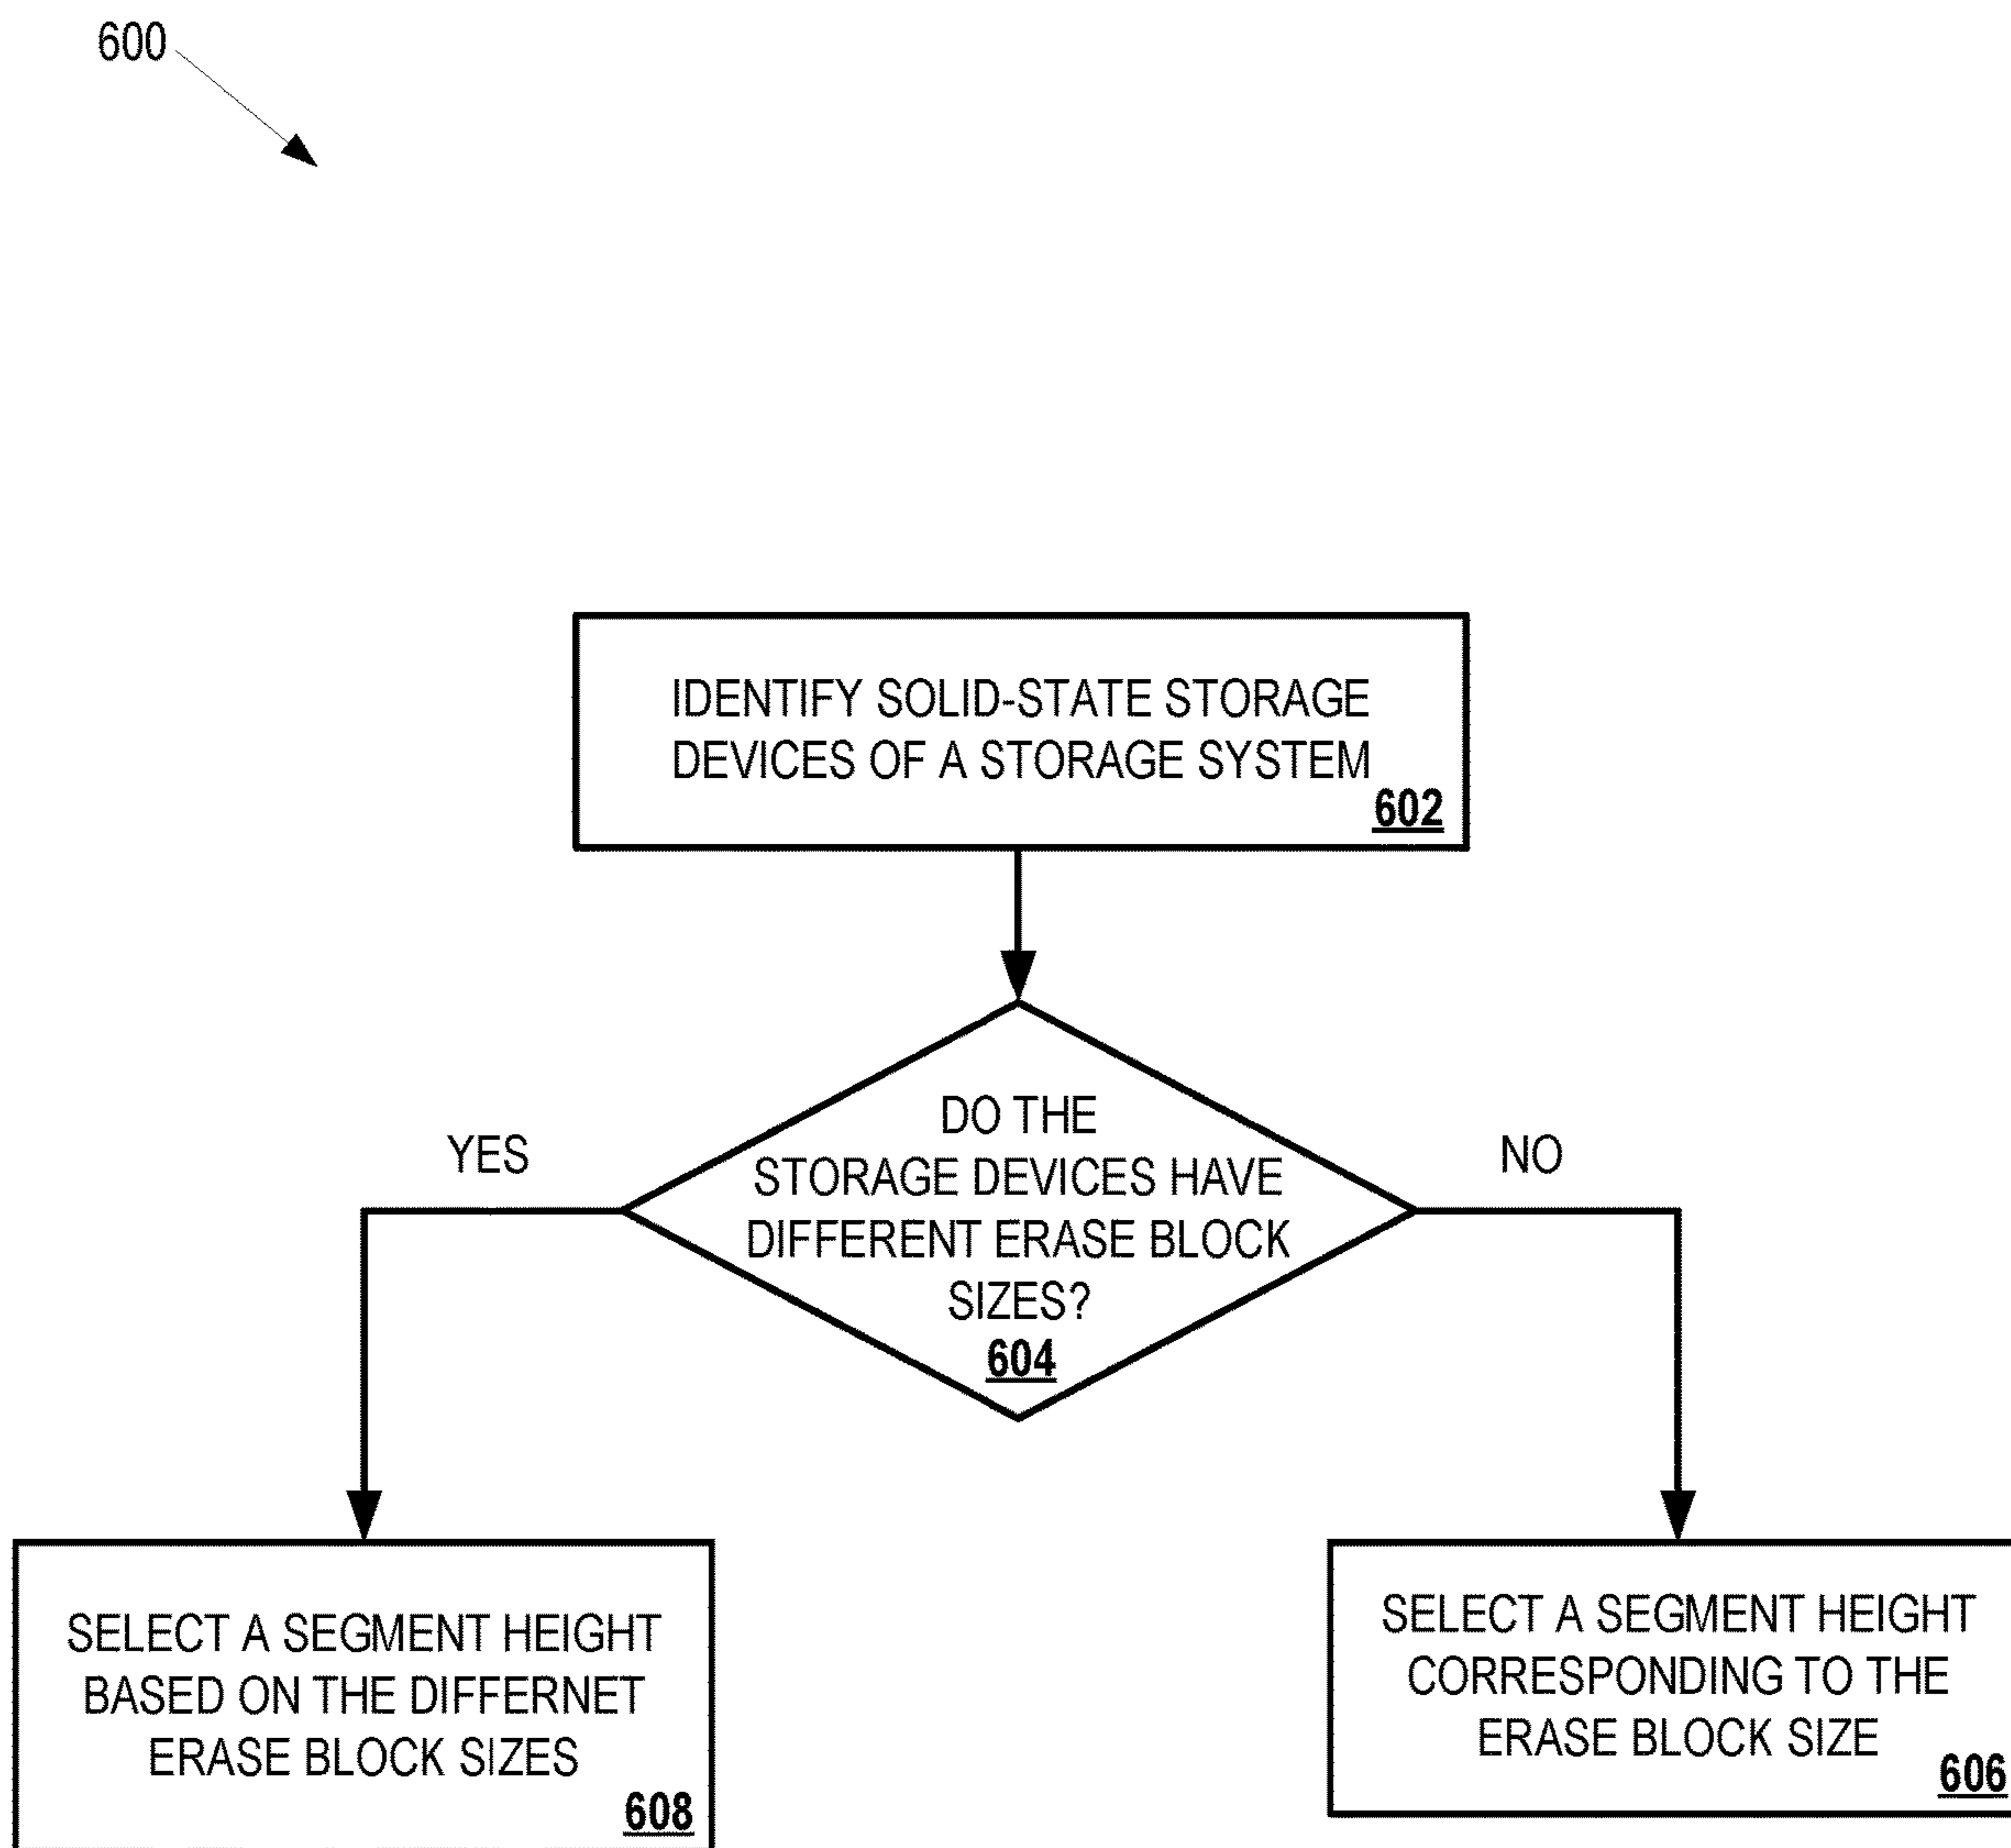 600
IDENTIFY SOLID-STATE STORAGE
DEVICES OF A STORAGE SYSTEM
602
DO THE
STORAGE DEVICES HAVE
DIFFERENT ERASE BLOCK
SIZES?
604
YES
NO
SELECT A SEGMENT HEIGHT
BASED ON THE DIFFERNET
ERASE BLOCK SIZES
608
SELECT A SEGMENT HEIGHT
CORRESPONDING TO THE
ERASE BLOCK SIZE
606